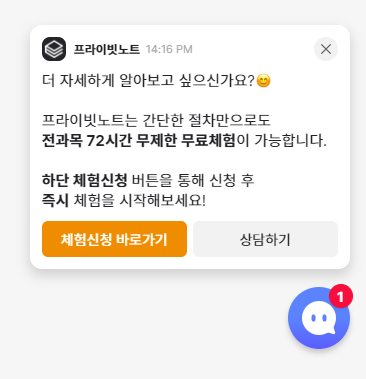 프라이빗노트 14:16 PM
더 자세하게 알아보고 싶으신가요?😊
프라이빗노트는 간단한 절차만으로도
전과목 72시간 무제한 무료체험이 가능합니다.
하단 체험신청 버튼을 통해 신청 후
즉시 체험을 시작해보세요!
체험신청 바로가기 상담하기
1